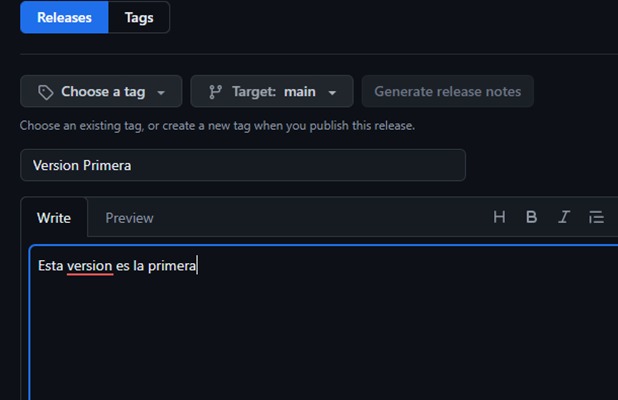 Releases Tags
Choose a tag Target: main Generate release notes
Choose an existing tag, or create a new tag when you publish this release.
Version Primera
Write Preview H B I
Esta version es la primera